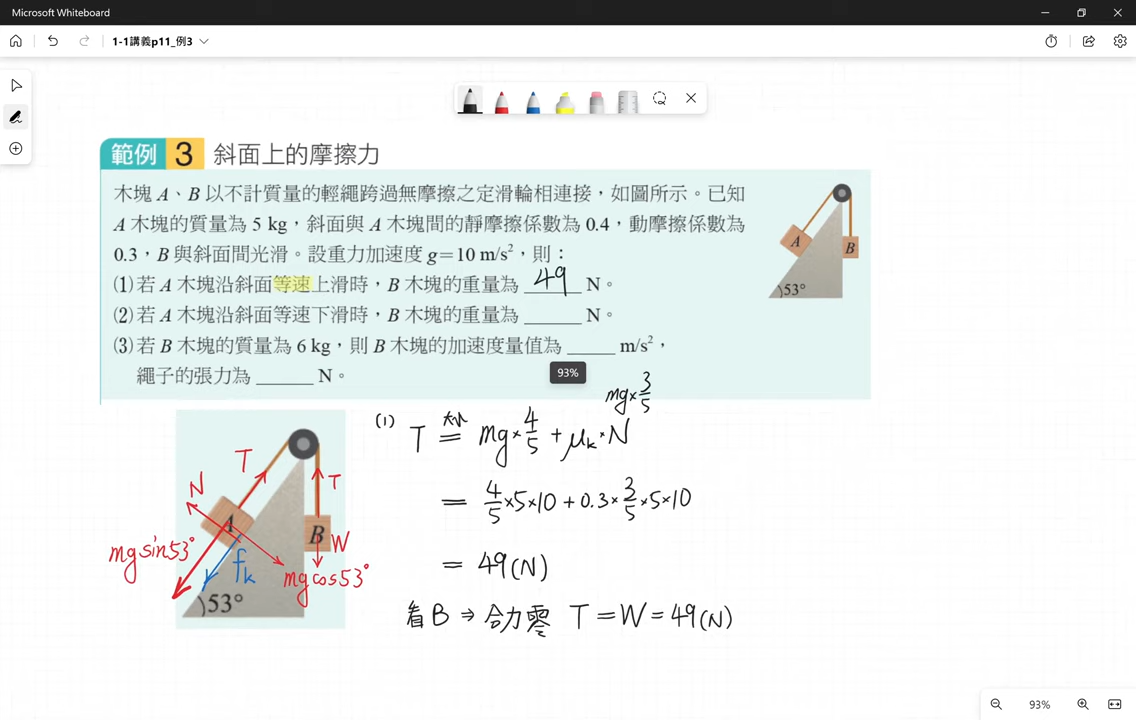 Microsoft Whiteboard
1-1講義p11_例3
範例 3 斜面上的摩擦力
木塊 A、B 以不計質量的輕繩跨過無摩擦之定滑輪相連接，如圖所示。已知
A 木塊的質量為 5 kg，斜面與 A 木塊間的靜摩擦係數為 0.4，動摩擦係數為
0.3，B 與斜面間光滑。設重力加速度 g＝10 m/s²，則：
⑴若 A 木塊沿斜面等速上滑時，B 木塊的重量為 49 N。
⑵若 A 木塊沿斜面等速下滑時，B 木塊的重量為 ______ N。
⑶若 B 木塊的質量為 6 kg，則 B 木塊的加速度量值為 _____ m/s²，
繩子的張力為 ______ N。
A
B
53°
93%
mg×3/5
(1) T = mg×4/5 + μk×N
= 4/5×5×10 + 0.3×3/5×5×10
= 49(N)
看B ⇒ 合力零 T = W = 49(N)
T
T
N
A
B
W
mg sin53°
fk
mg cos53°
53°
93%